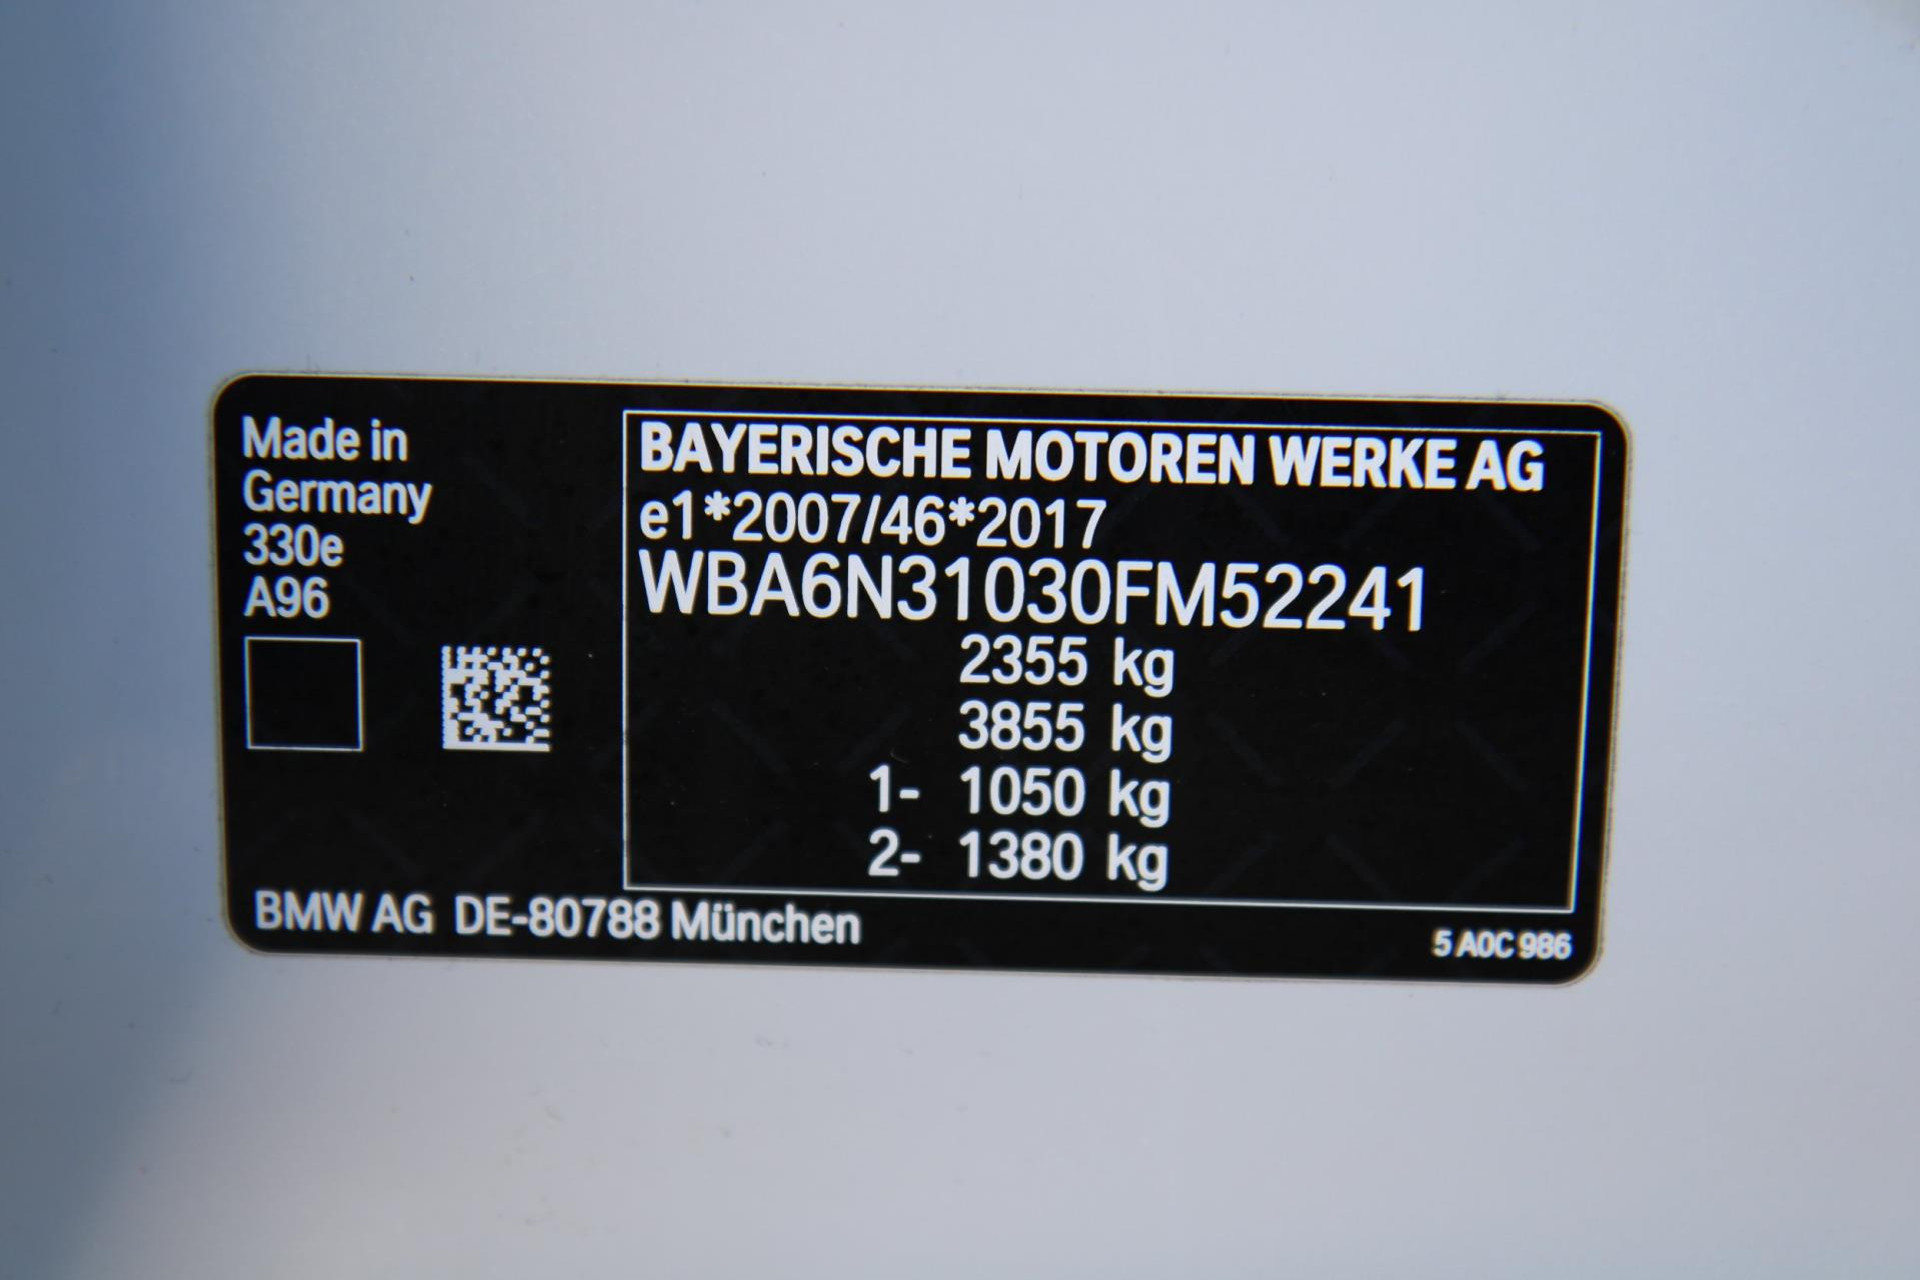 Made in
Germany
330e
A96
BAYERISCHE MOTOREN WERKE AG
e1*2007/46*2017
WBA6N31030FM52241
2355 kg
3855 kg
1- 1050 kg
2- 1380 kg
BMW AG DE-80788 München
5 A0C 986